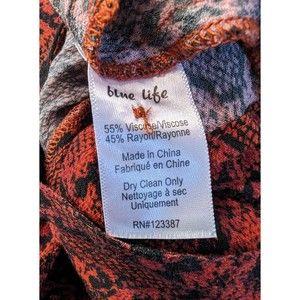 blue life
55% Viscose/Viscose
45% Rayon/Rayonne
Made in China
Fabriqué en Chine
Dry Clean Only
Nettoyage à sec
Uniquement
RN#123387